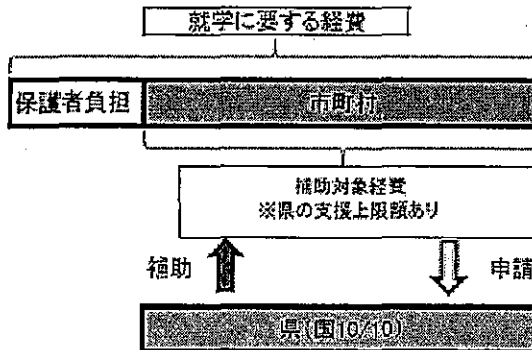 就学に要する経費
保護者負担 市町村
補助対象経費
※県の支援上限額あり
補助 申請
県(国10/10)